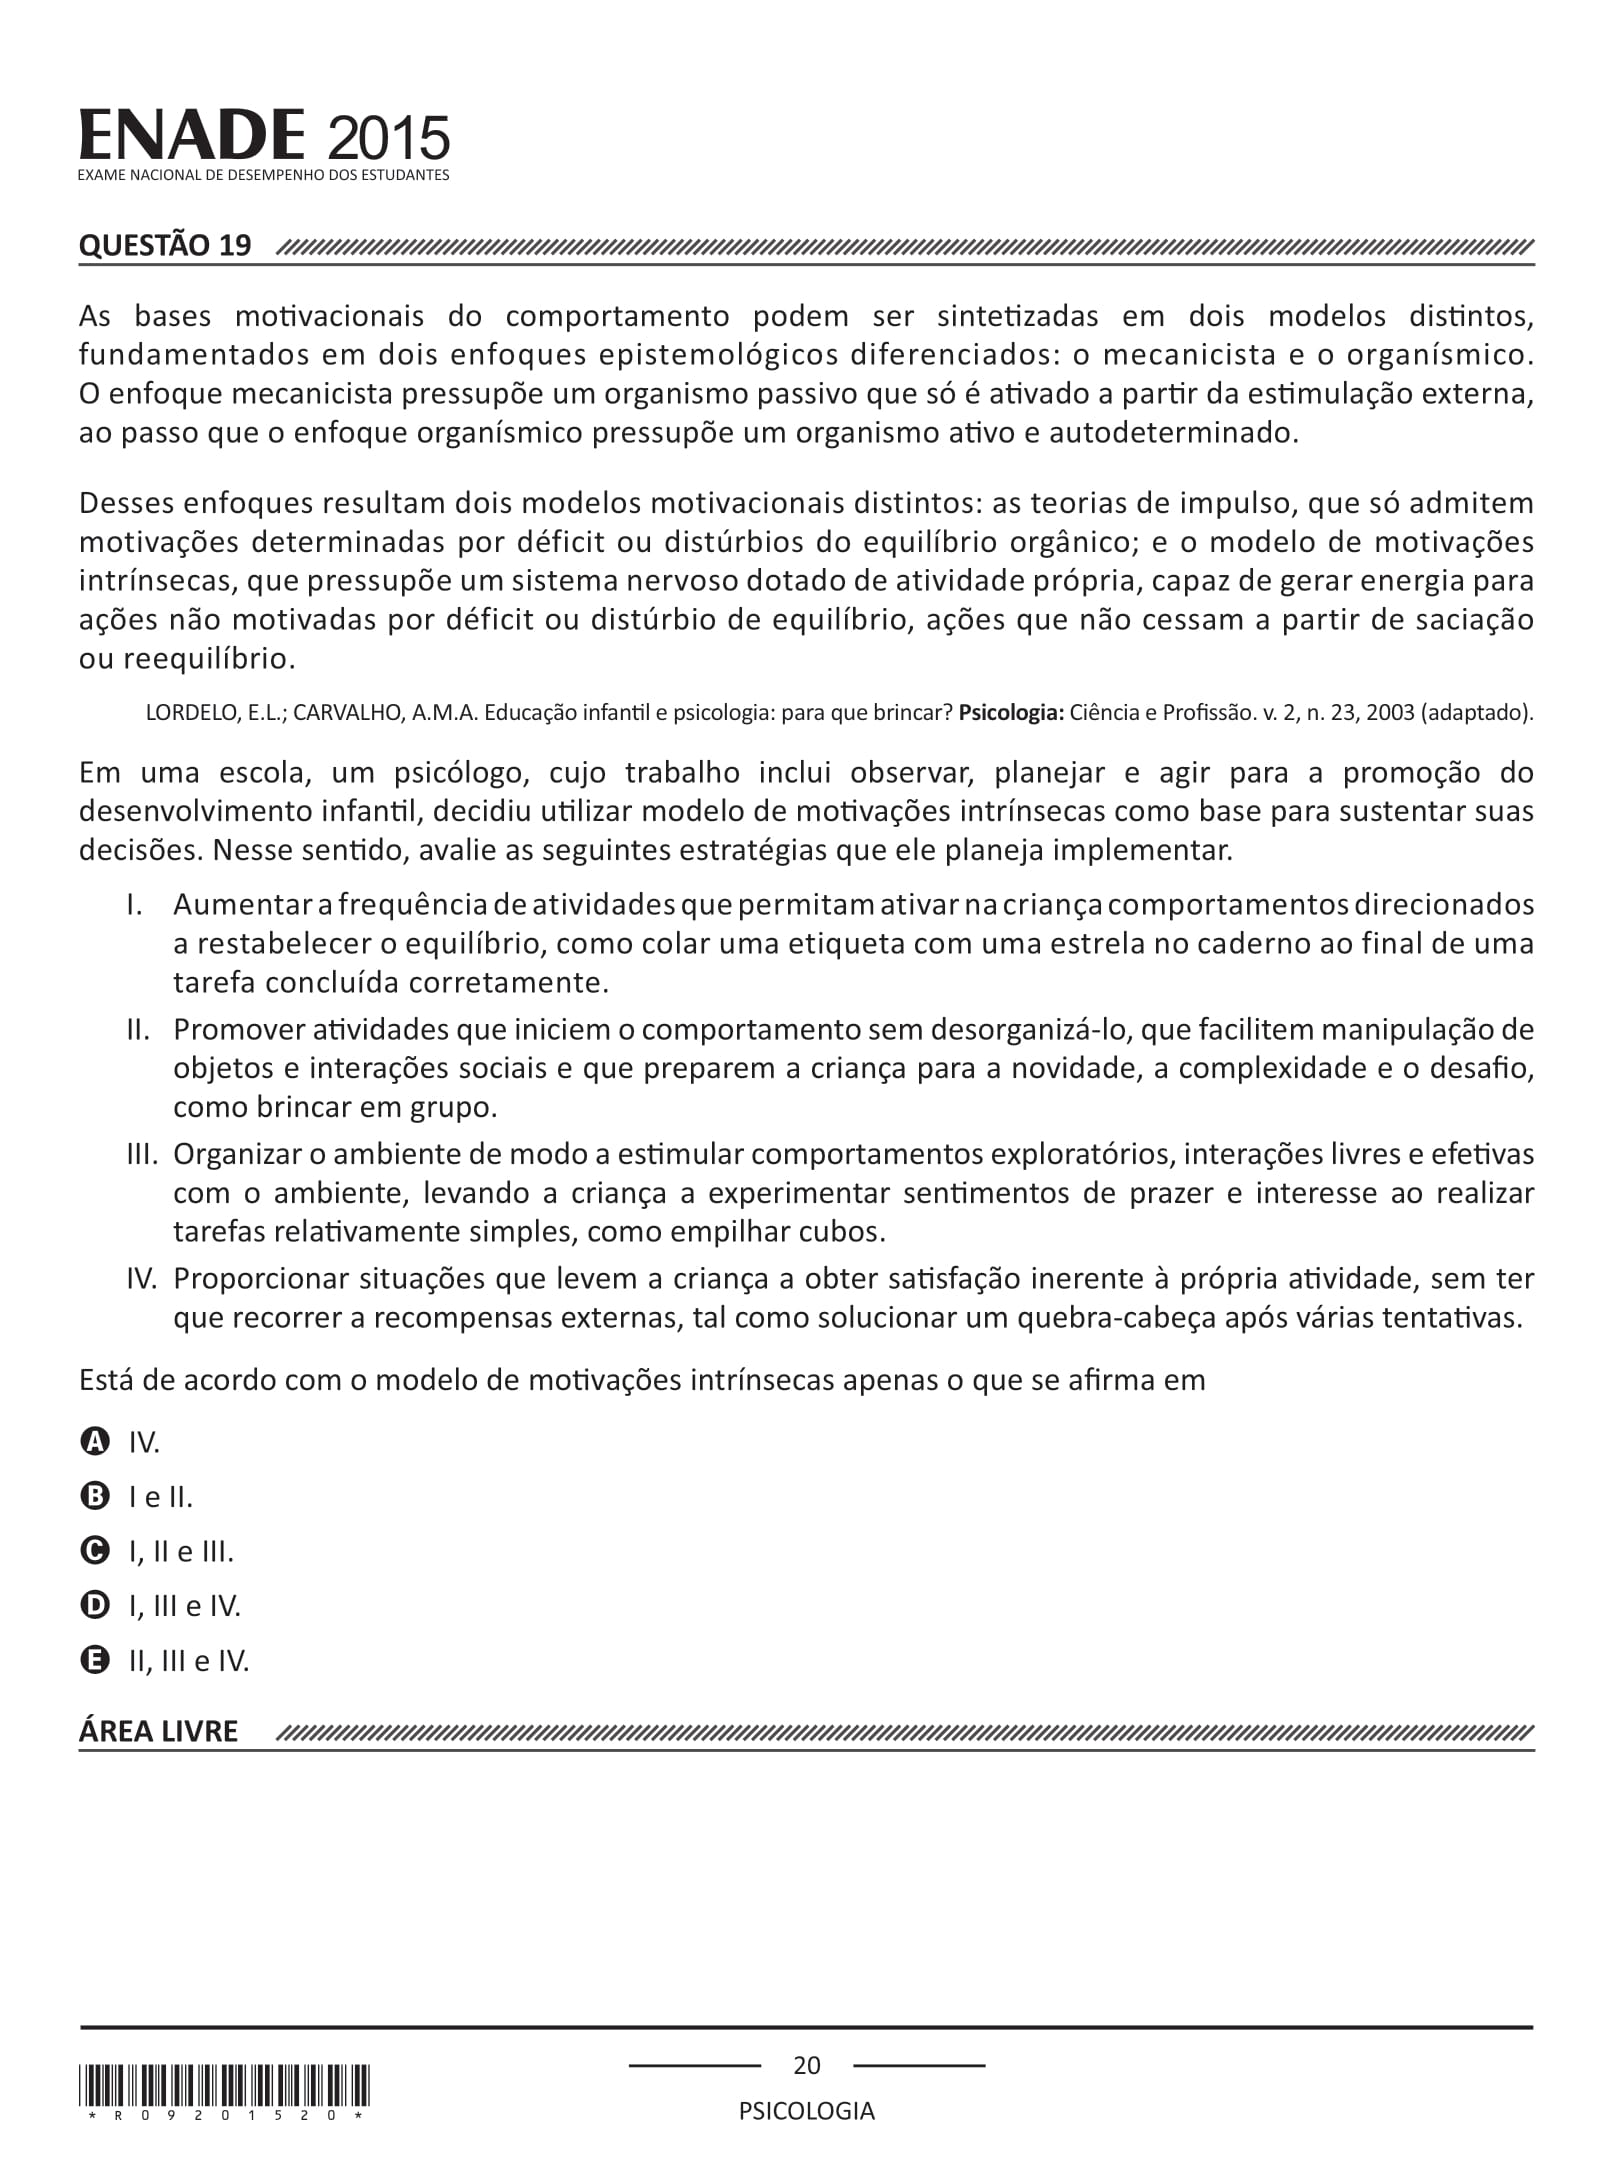 ENADE 2015
EXAME NACIONAL DE DESEMPENHO DOS ESTUDANTES
QUESTÃO 19
As bases motivacionais do comportamento podem ser sintetizadas em dois modelos distintos,
fundamentados em dois enfoques epistemológicos diferenciados: o mecanicista e o organísmico.
O enfoque mecanicista pressupõe um organismo passivo que só é ativado a partir da estimulação externa,
ao passo que o enfoque organísmico pressupõe um organismo ativo e autodeterminado.
Desses enfoques resultam dois modelos motivacionais distintos: as teorias de impulso, que só admitem
motivações determinadas por déficit ou distúrbios do equilíbrio orgânico; e o modelo de motivações
intrínsecas, que pressupõe um sistema nervoso dotado de atividade própria, capaz de gerar energia para
ações não motivadas por déficit ou distúrbio de equilíbrio, ações que não cessam a partir de saciação
ou reequilíbrio.
LORDELO, E.L.; CARVALHO, A.M.A. Educação infantil e psicologia: para que brincar? Psicologia: Ciência e Profissão. v. 2, n. 23, 2003 (adaptado).
Em uma escola, um psicólogo, cujo trabalho inclui observar, planejar e agir para a promoção do
desenvolvimento infantil, decidiu utilizar modelo de motivações intrínsecas como base para sustentar suas
decisões. Nesse sentido, avalie as seguintes estratégias que ele planeja implementar.
I. Aumentar a frequência de atividades que permitam ativar na criança comportamentos direcionados
a restabelecer o equilíbrio, como colar uma etiqueta com uma estrela no caderno ao final de uma
tarefa concluída corretamente.
II. Promover atividades que iniciem o comportamento sem desorganizá-lo, que facilitem manipulação de
objetos e interações sociais e que preparem a criança para a novidade, a complexidade e o desafio,
como brincar em grupo.
III. Organizar o ambiente de modo a estimular comportamentos exploratórios, interações livres e efetivas
com o ambiente, levando a criança a experimentar sentimentos de prazer e interesse ao realizar
tarefas relativamente simples, como empilhar cubos.
IV. Proporcionar situações que levem a criança a obter satisfação inerente à própria atividade, sem ter
que recorrer a recompensas externas, tal como solucionar um quebra-cabeça após várias tentativas.
Está de acordo com o modelo de motivações intrínsecas apenas o que se afirma em
A IV.
B I e II.
C I, II e III.
D I, III e IV.
E II, III e IV.
ÁREA LIVRE
20
PSICOLOGIA
* R 0 9 2 0 1 5 2 0 *